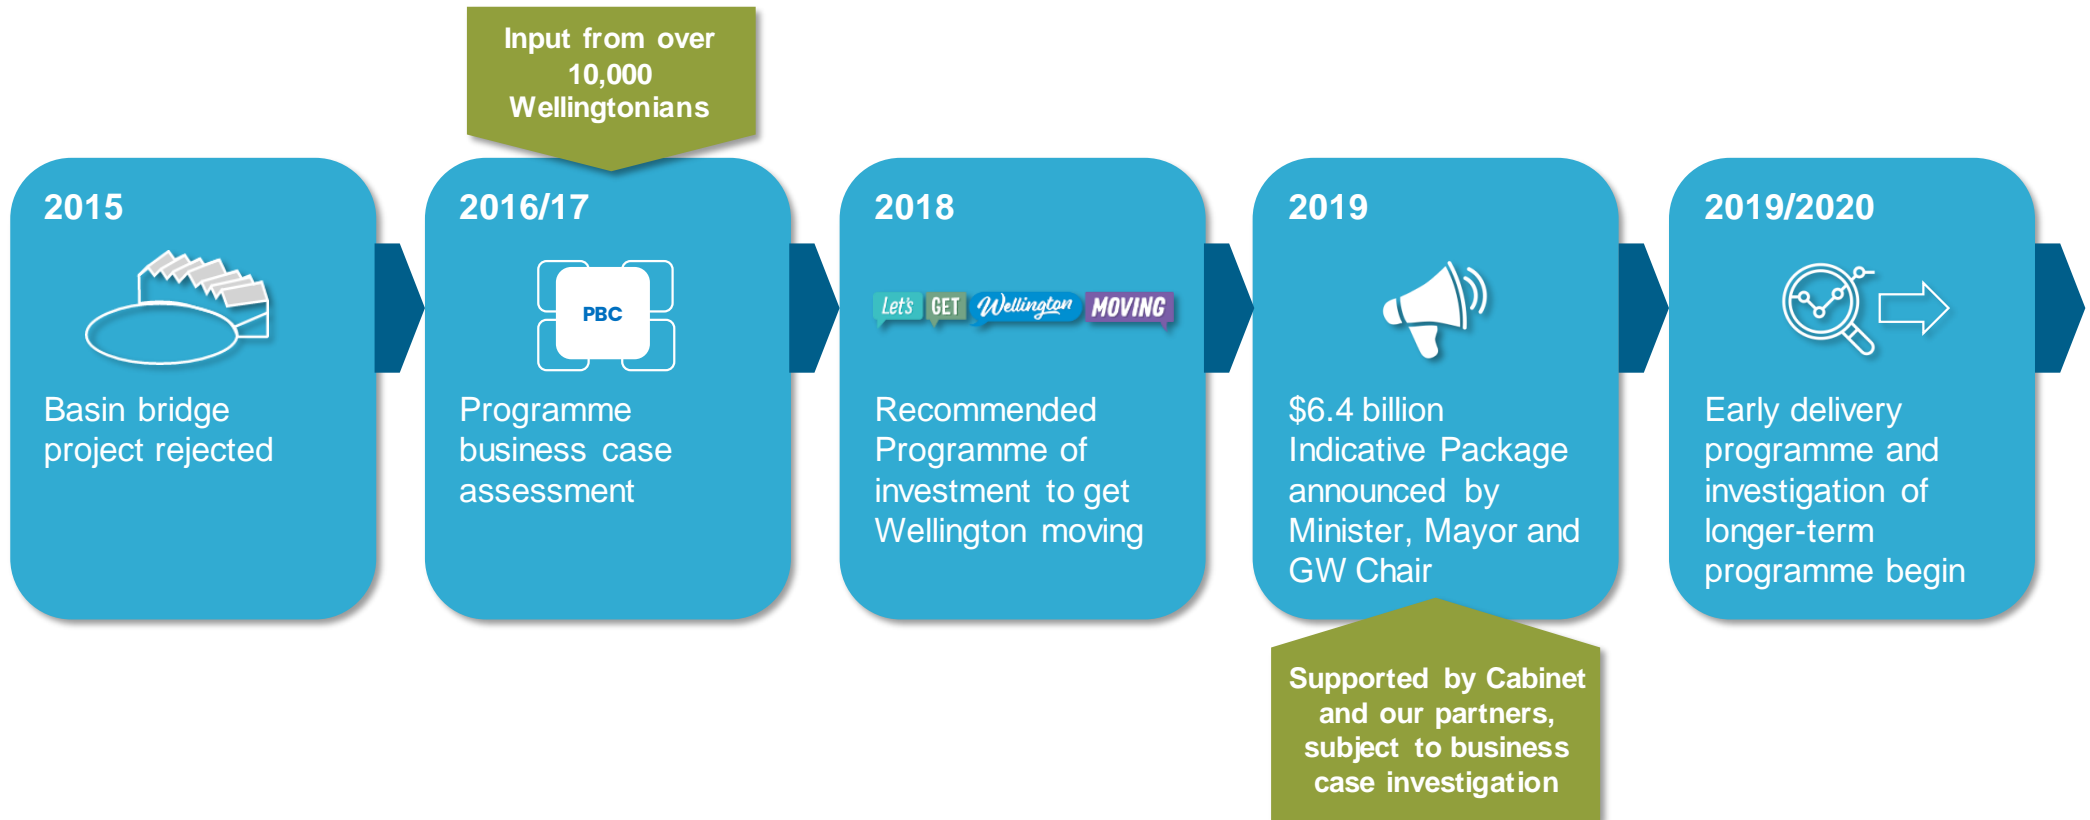 Input from over
10,000
Wellingtonians
2015
Basin bridge
project rejected
2016/17
PBC
Programme
business case
assessment
2018
Let's GET Wellington MOVING
Recommended
Programme of
investment to get
Wellington moving
2019
$6.4 billion
Indicative Package
announced by
Minister, Mayor and
GW Chair
Supported by Cabinet
and our partners,
subject to business
case investigation
2019/2020
Early delivery
programme and
investigation of
longer-term
programme begin